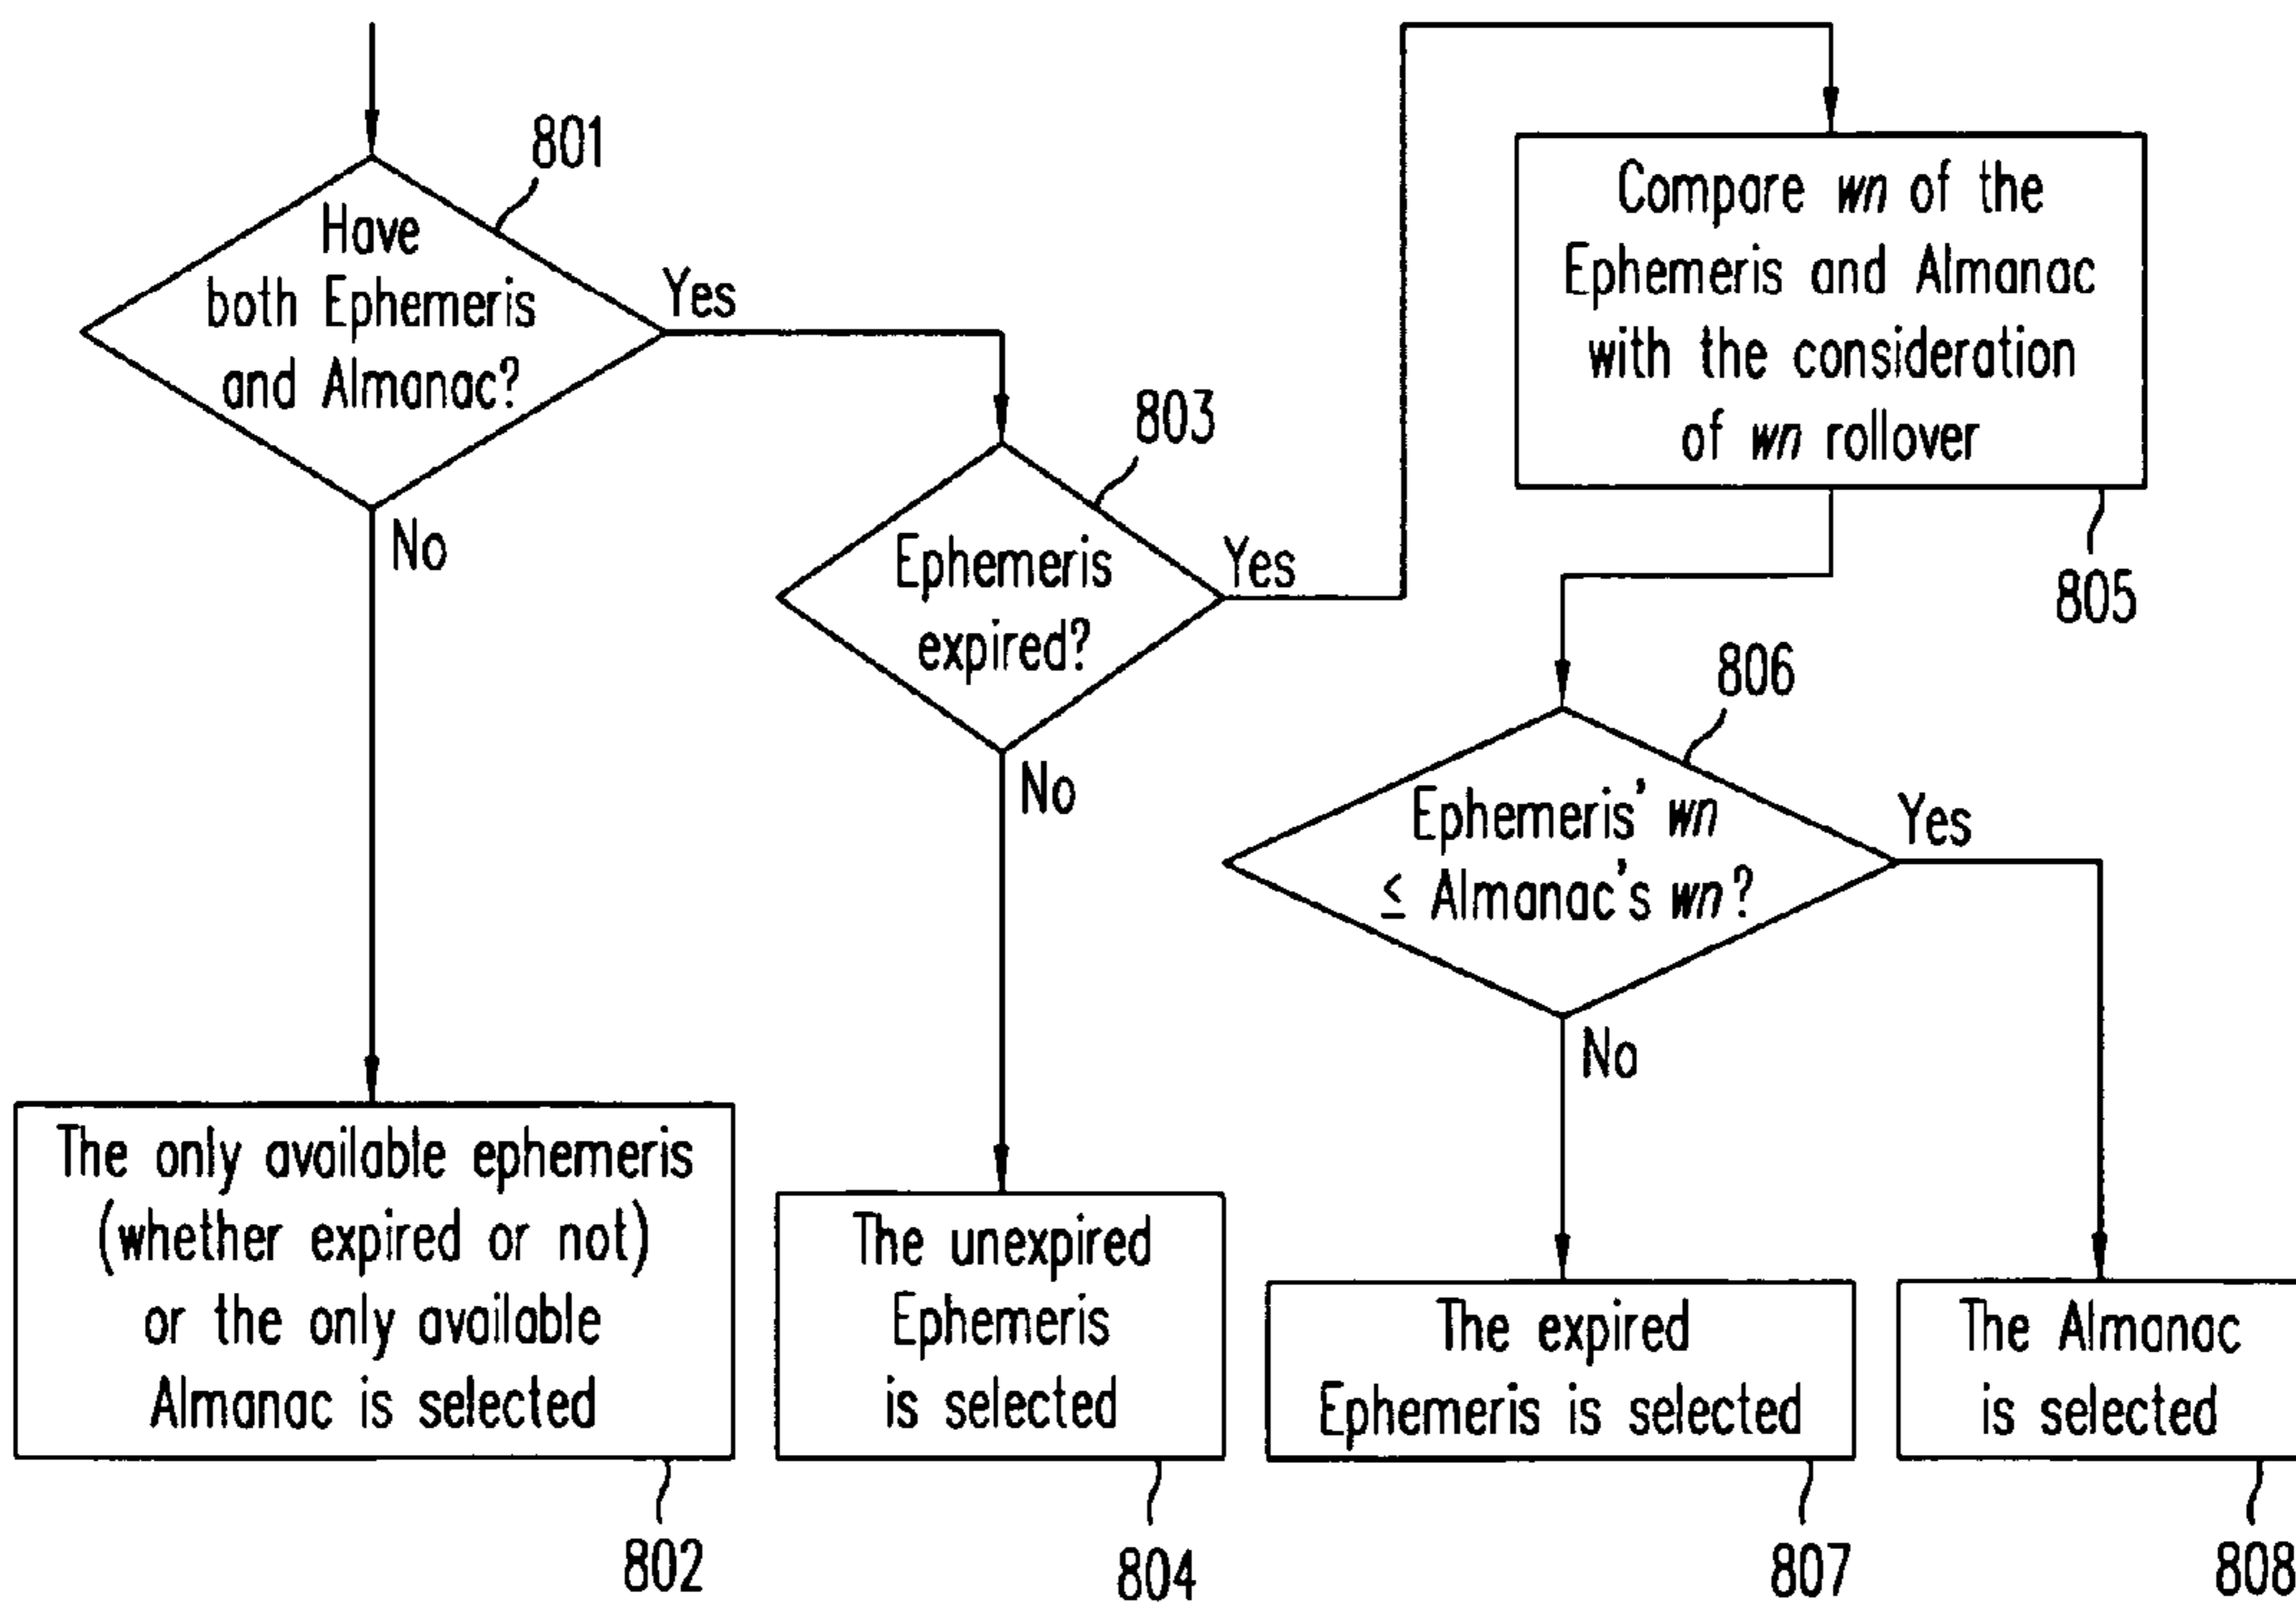 801
Have
both Ephemeris
and Almanac?
Yes
No
803
Ephemeris
expired?
Yes
No
Compare wn of the
Ephemeris and Almanac
with the consideration
of wn rollover
805
806
Ephemeris' wn
≤ Almanac's wn?
Yes
No
The only available ephemeris
(whether expired or not)
or the only available
Almanac is selected
802
The unexpired
Ephemeris
is selected
804
The expired
Ephemeris is selected
807
The Almanac
is selected
808